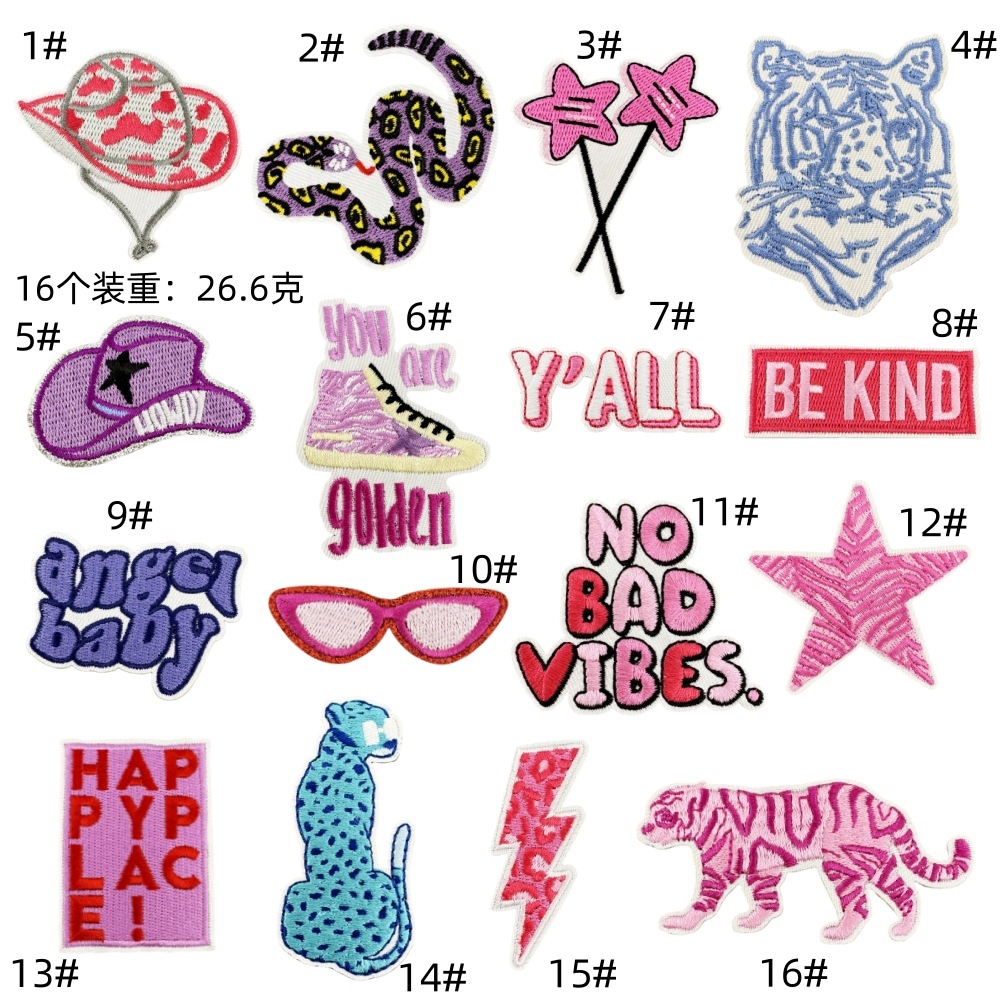 1#
2#
3#
4#
16个装重：26.6克
5#
HOWDY
6#
you
are
golden
7#
Y'ALL
8#
BE KIND
9#
angel
baby
10#
11#
NO
BAD
VIBES.
12#
HAP
PYP
LAC
E!
13#
14#
15#
16#